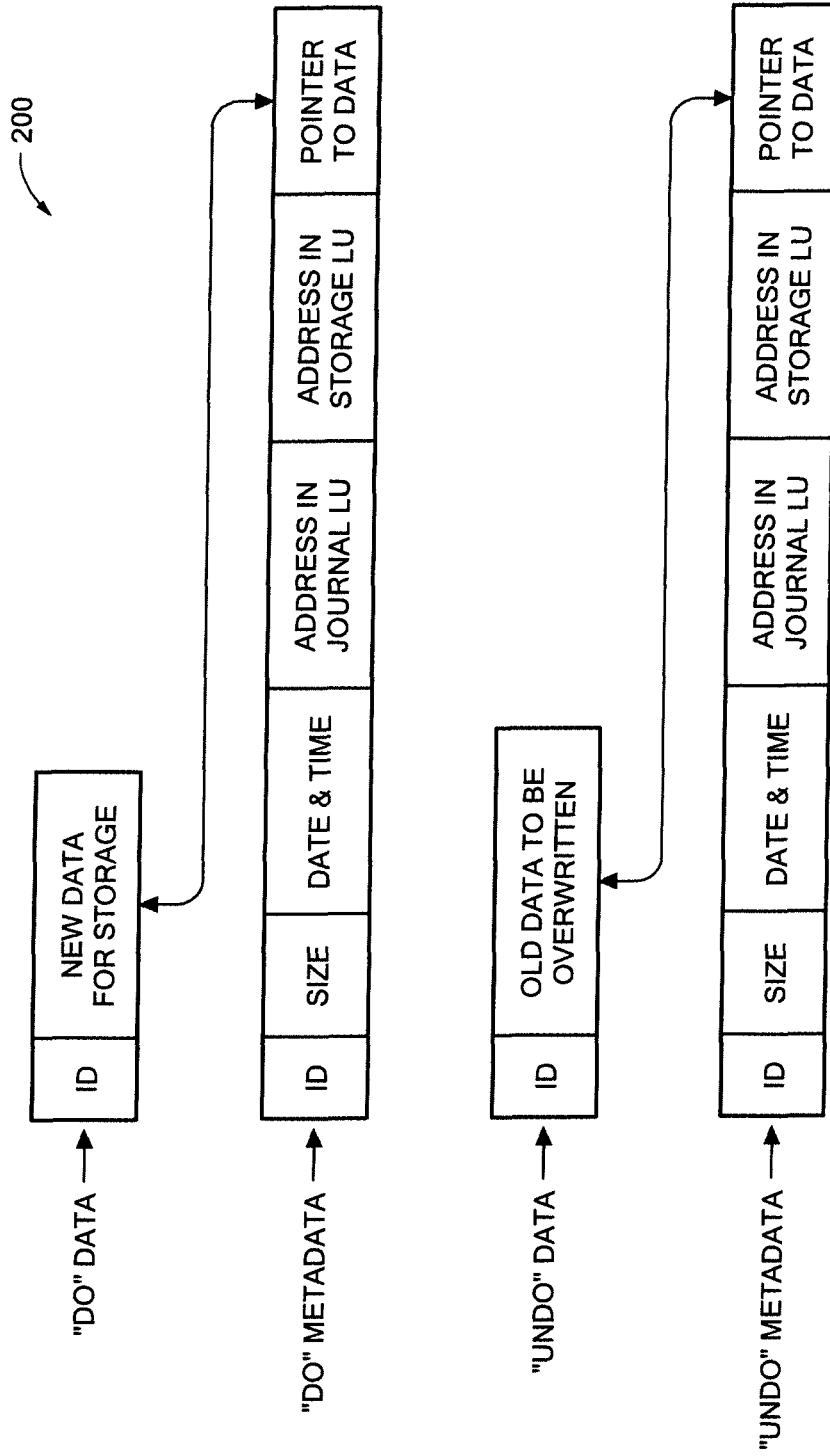 200
"DO" DATA
ID
NEW DATA
FOR STORAGE
"DO" METADATA
ID
SIZE
DATE & TIME
ADDRESS IN
JOURNAL LU
ADDRESS IN
STORAGE LU
POINTER
TO DATA
"UNDO" DATA
ID
OLD DATA TO BE
OVERWRITTEN
"UNDO" METADATA
ID
SIZE
DATE & TIME
ADDRESS IN
JOURNAL LU
ADDRESS IN
STORAGE LU
POINTER
TO DATA